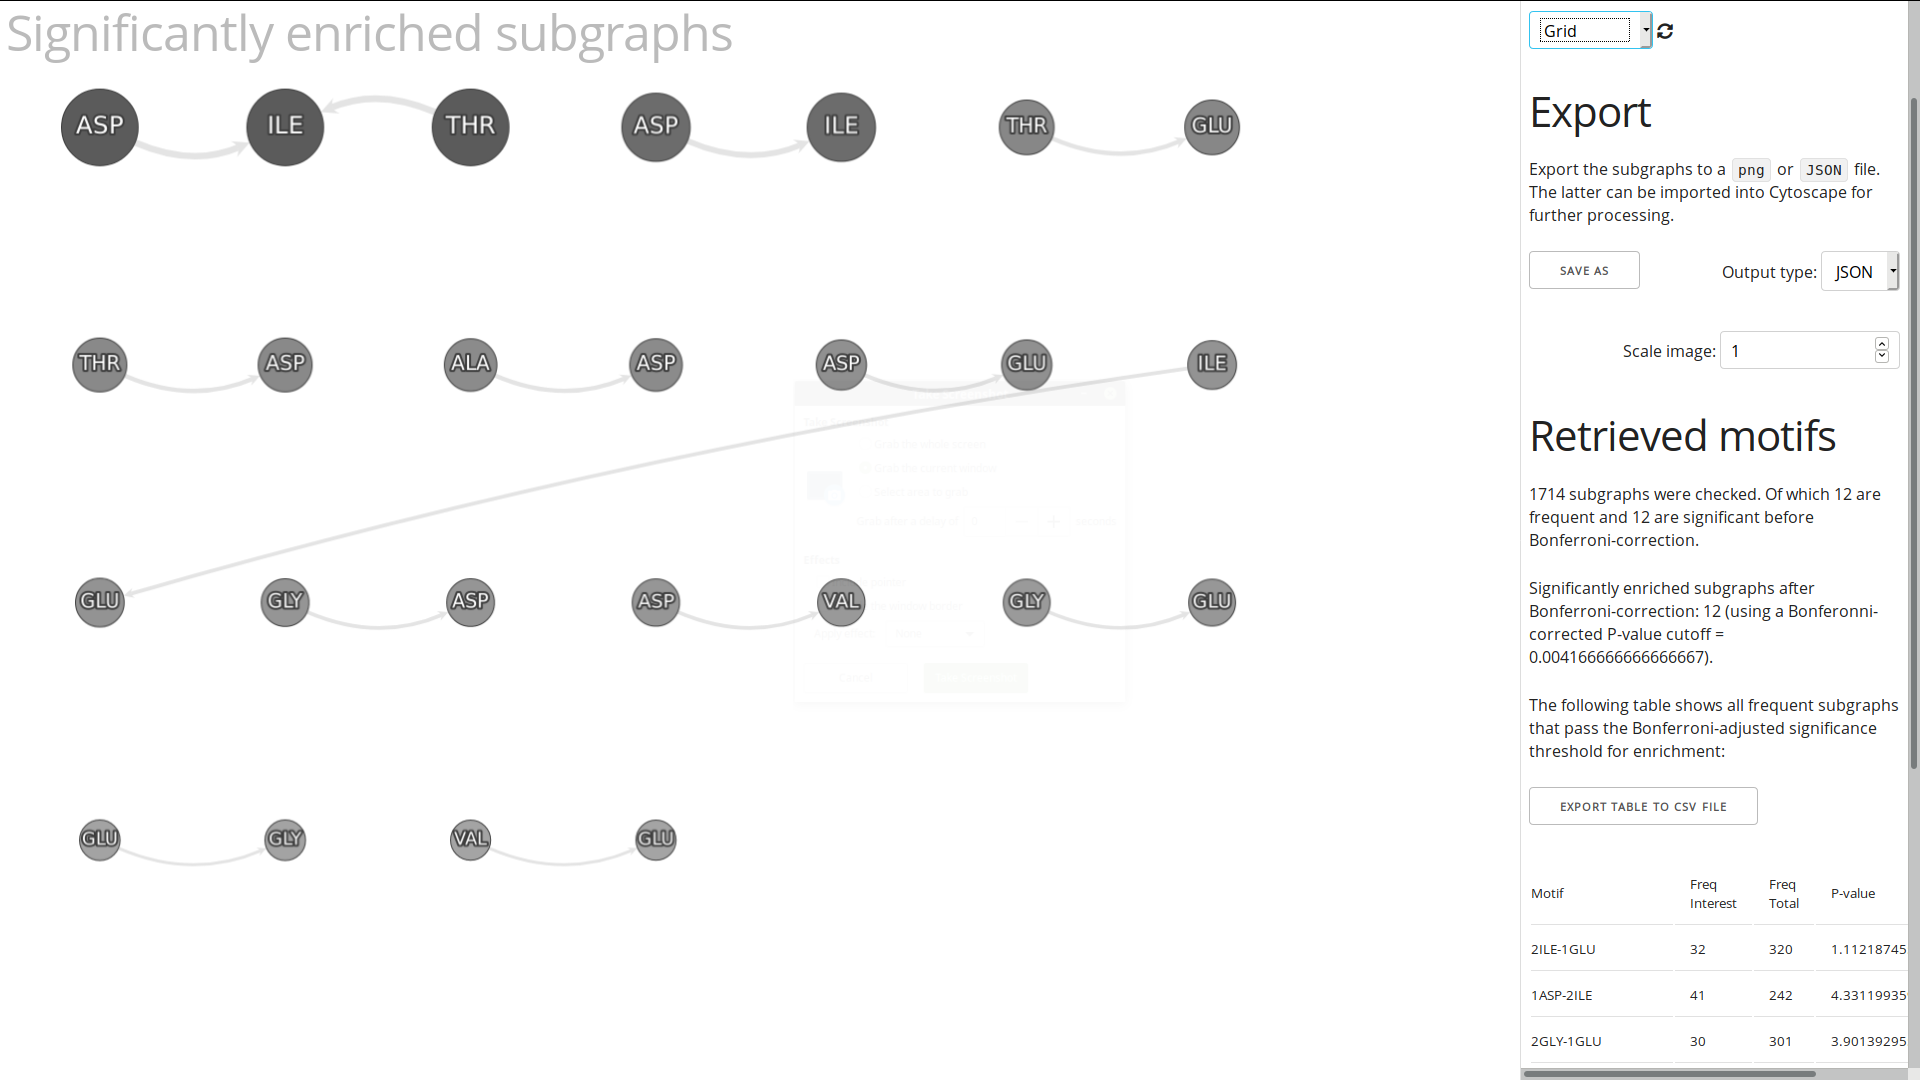 Significantly enriched subgraphs
ASP ILE THR ASP ILE THR GLU
THR ASP ALA ASP ASP GLU ILE
GLU GLY ASP ASP VAL GLY GLU
GLU GLY VAL GLU
Grid
Export
Export the subgraphs to a png or JSON file.
The latter can be imported into Cytoscape for
further processing.
SAVE AS
Output type: JSON
Scale image: 1
Retrieved motifs
1714 subgraphs were checked. Of which 12 are
frequent and 12 are significant before
Bonferroni-correction.
Significantly enriched subgraphs after
Bonferroni-correction: 12 (using a Bonferonni-
corrected P-value cutoff =
0.004166666666666667).
The following table shows all frequent subgraphs
that pass the Bonferroni-adjusted significance
threshold for enrichment:
EXPORT TABLE TO CSV FILE
Motif Freq Interest Freq Total P-value
2ILE-1GLU 32 320 1.11218745
1ASP-2ILE 41 242 4.33119935
2GLY-1GLU 30 301 3.90139295